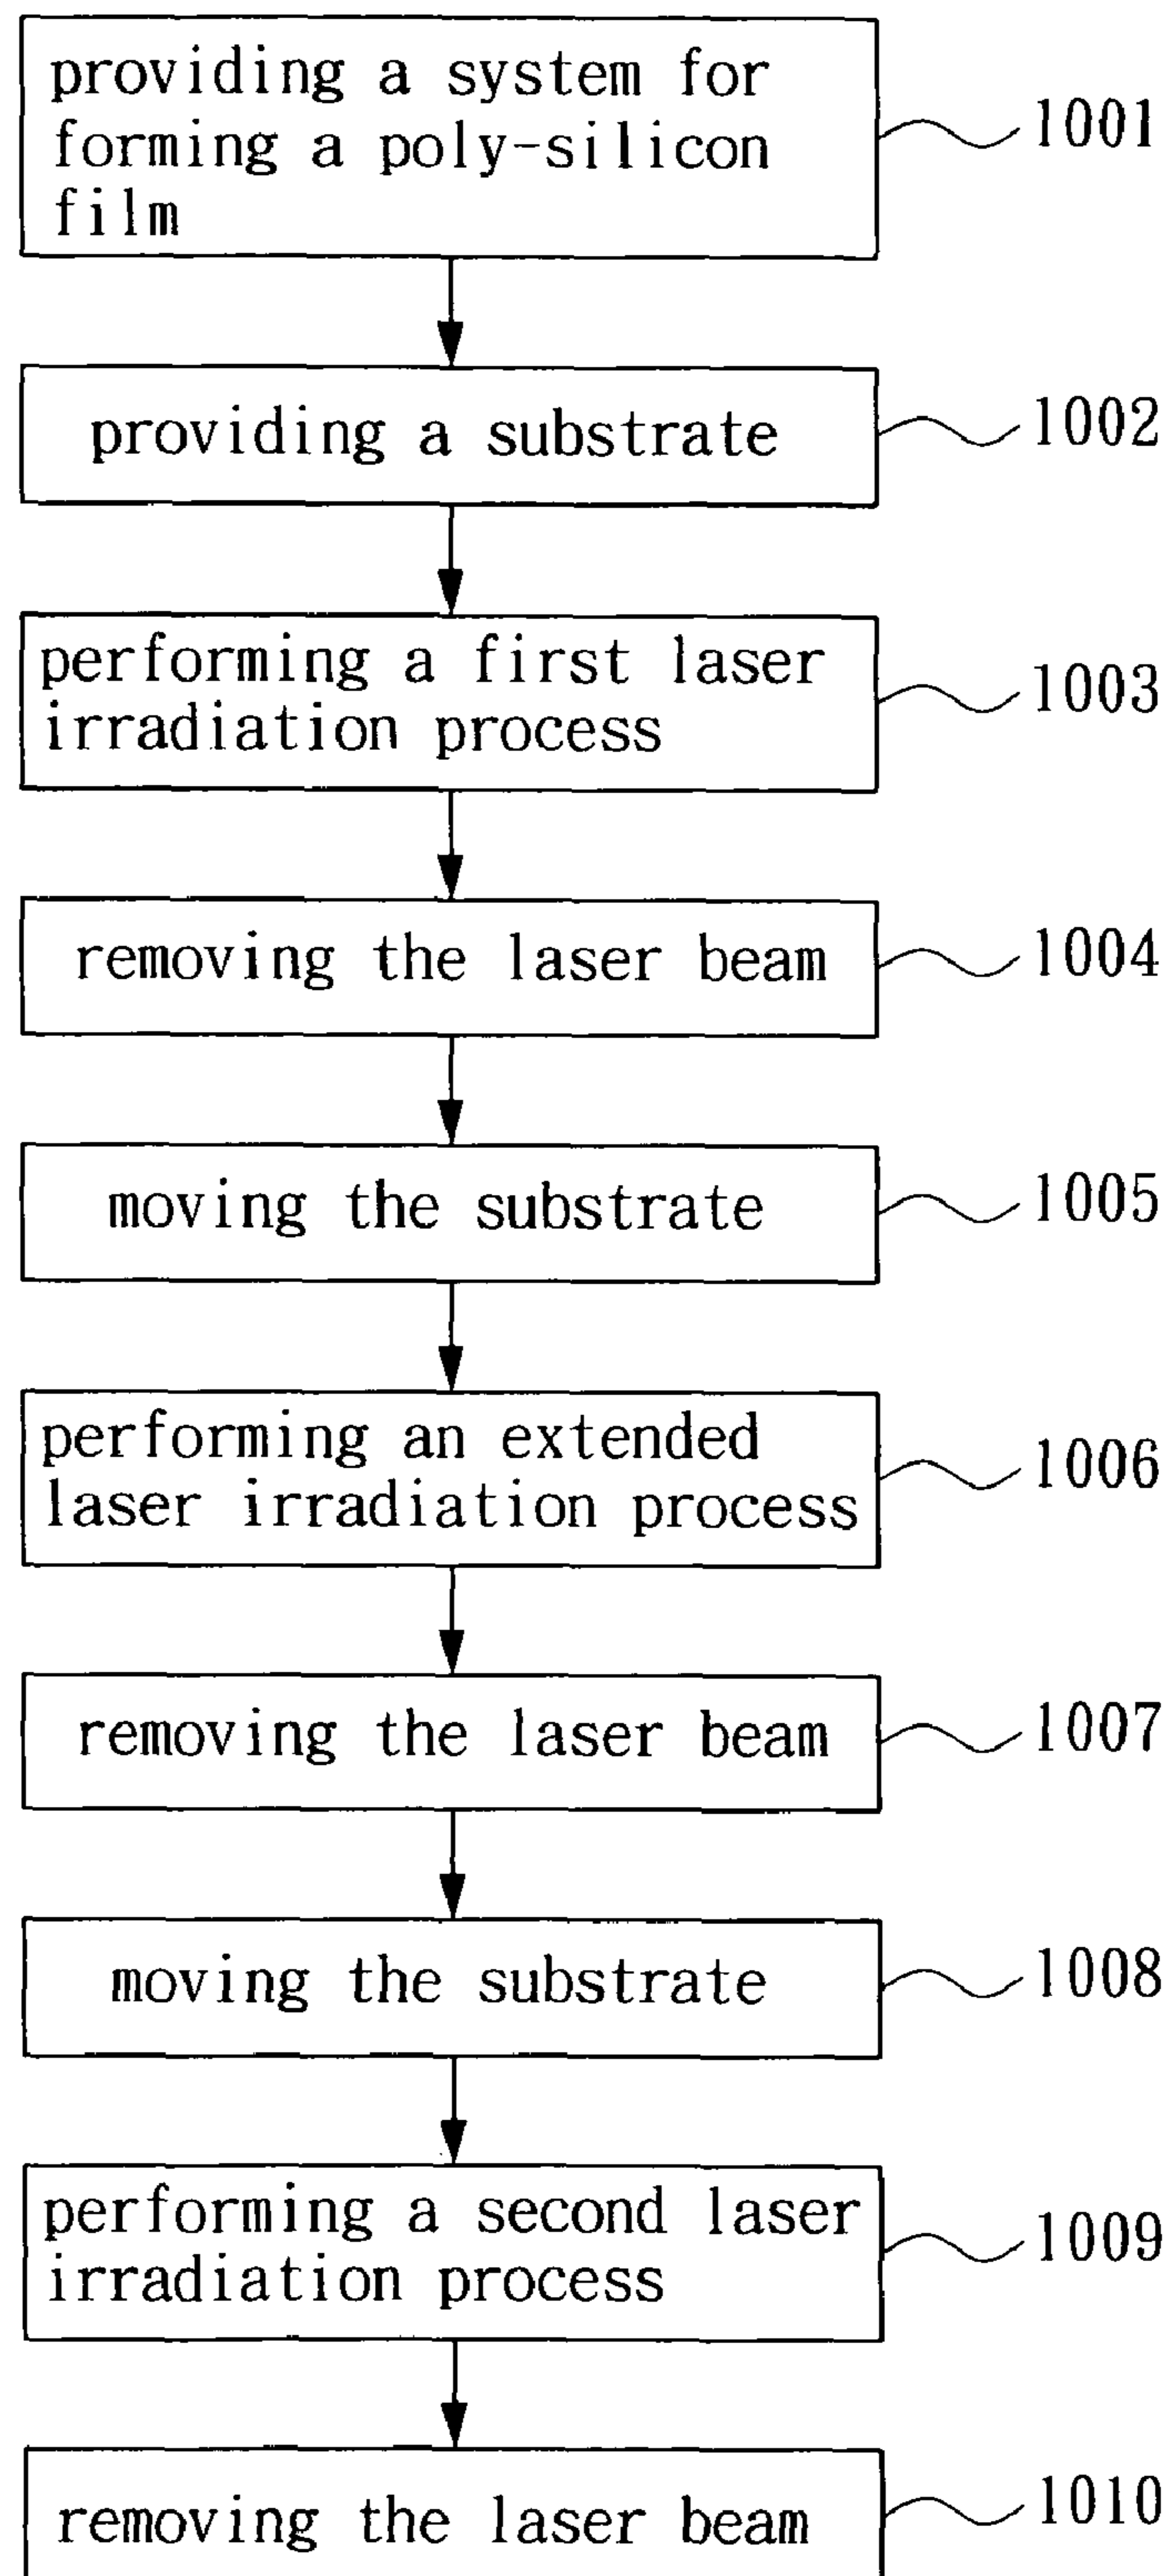 providing a system for
forming a poly-silicon
film
1001
providing a substrate
1002
performing a first laser
irradiation process
1003
removing the laser beam
1004
moving the substrate
1005
performing an extended
laser irradiation process
1006
removing the laser beam
1007
moving the substrate
1008
performing a second laser
irradiation process
1009
removing the laser beam
1010